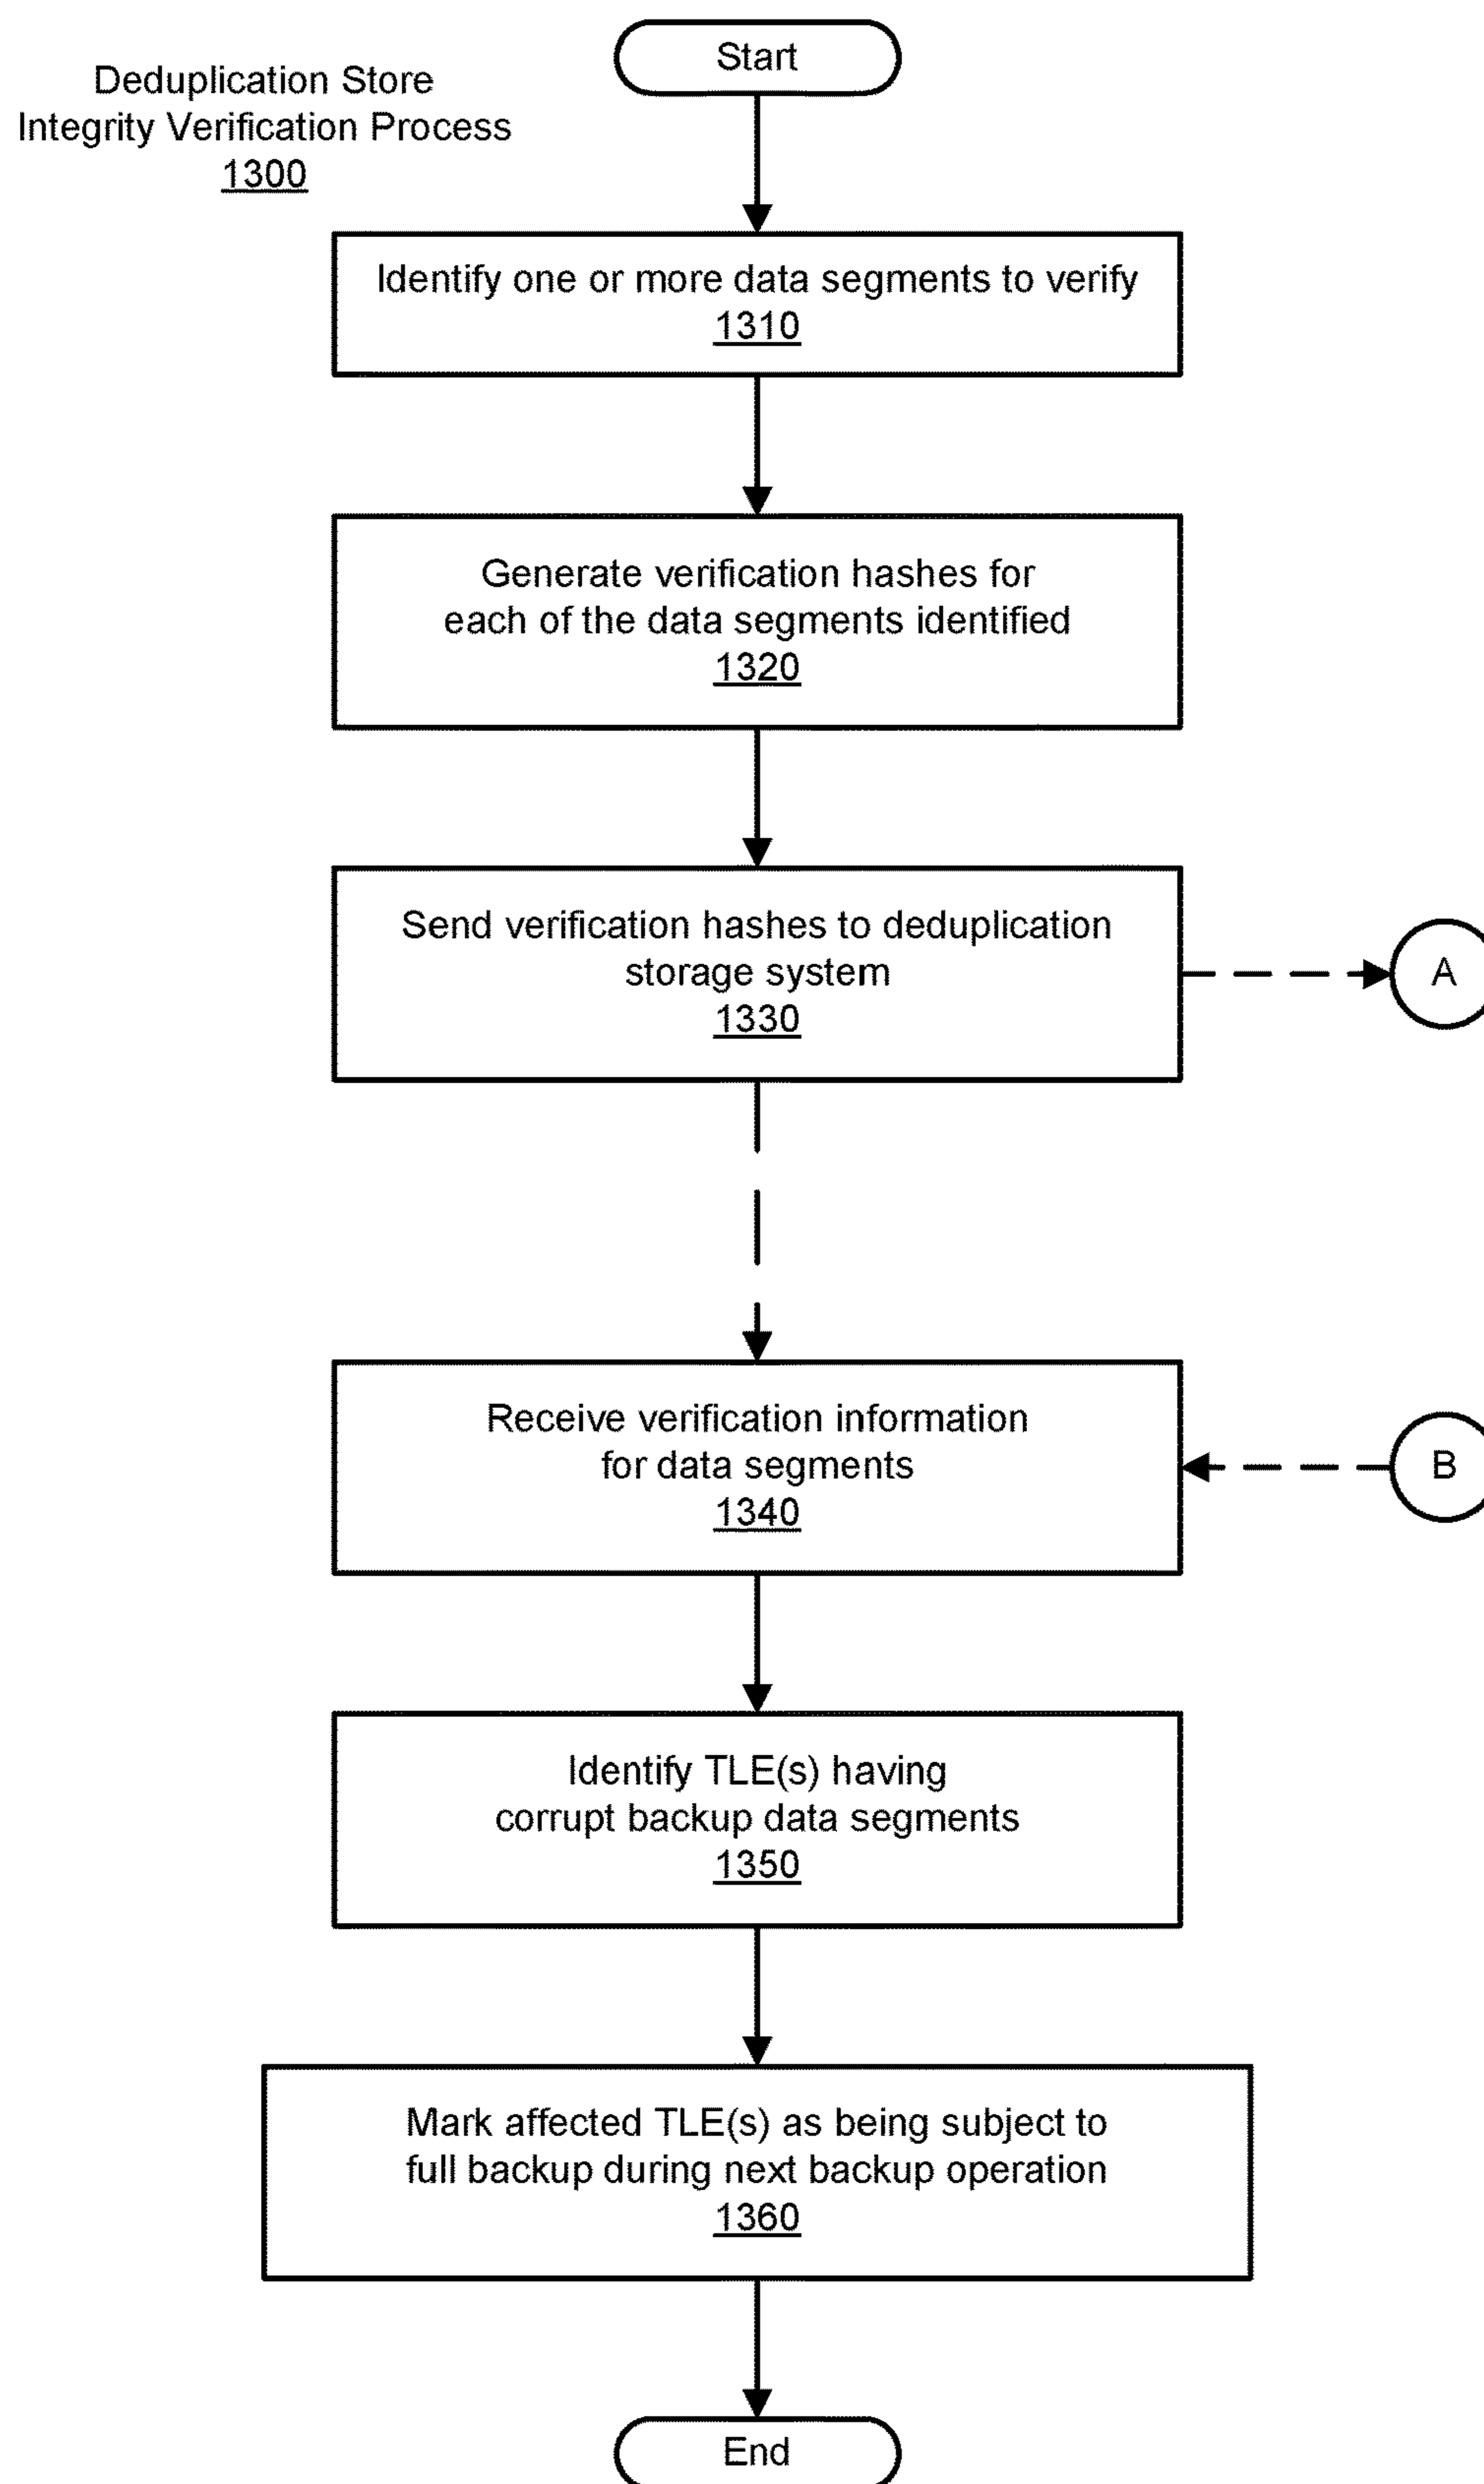 Start
Deduplication Store
Integrity Verification Process
1300
Identify one or more data segments to verify
1310
Generate verification hashes for
each of the data segments identified
1320
Send verification hashes to deduplication
storage system
1330
A
Receive verification information
for data segments
1340
B
Identify TLE(s) having
corrupt backup data segments
1350
Mark affected TLE(s) as being subject to
full backup during next backup operation
1360
End